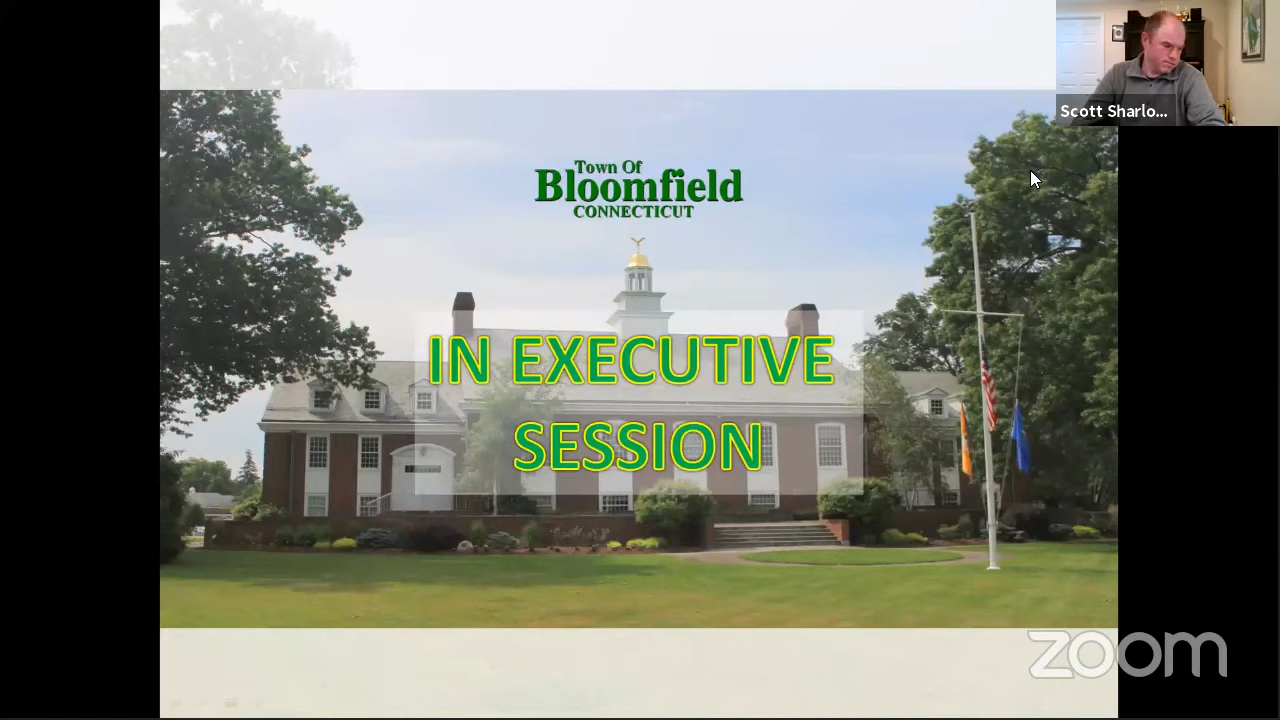 Scott Sharlo...
Town Of
Bloomfield
CONNECTICUT
IN EXECUTIVE
SESSION
zoom